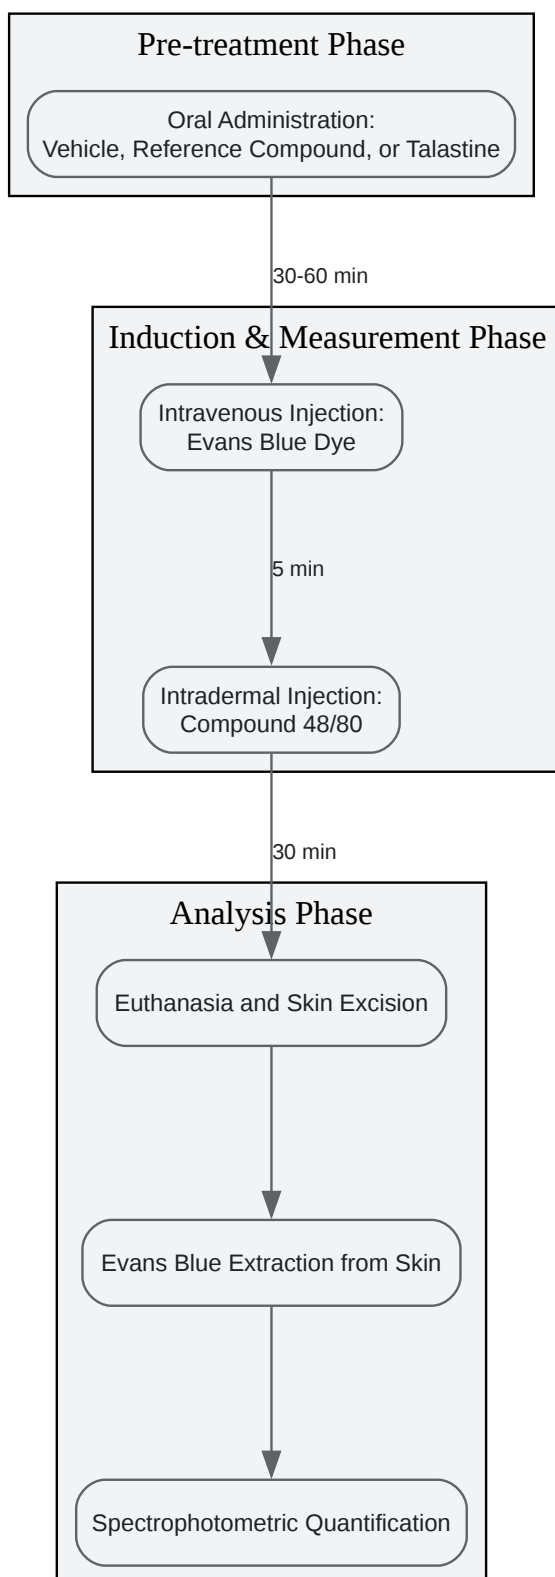 Pre-treatment Phase
Oral Administration:
Vehicle, Reference Compound, or Talastine
30-60 min
Induction & Measurement Phase
Intravenous Injection:
Evans Blue Dye
5 min
Intradermal Injection:
Compound 48/80
30 min
Analysis Phase
Euthanasia and Skin Excision
Evans Blue Extraction from Skin
Spectrophotometric Quantification